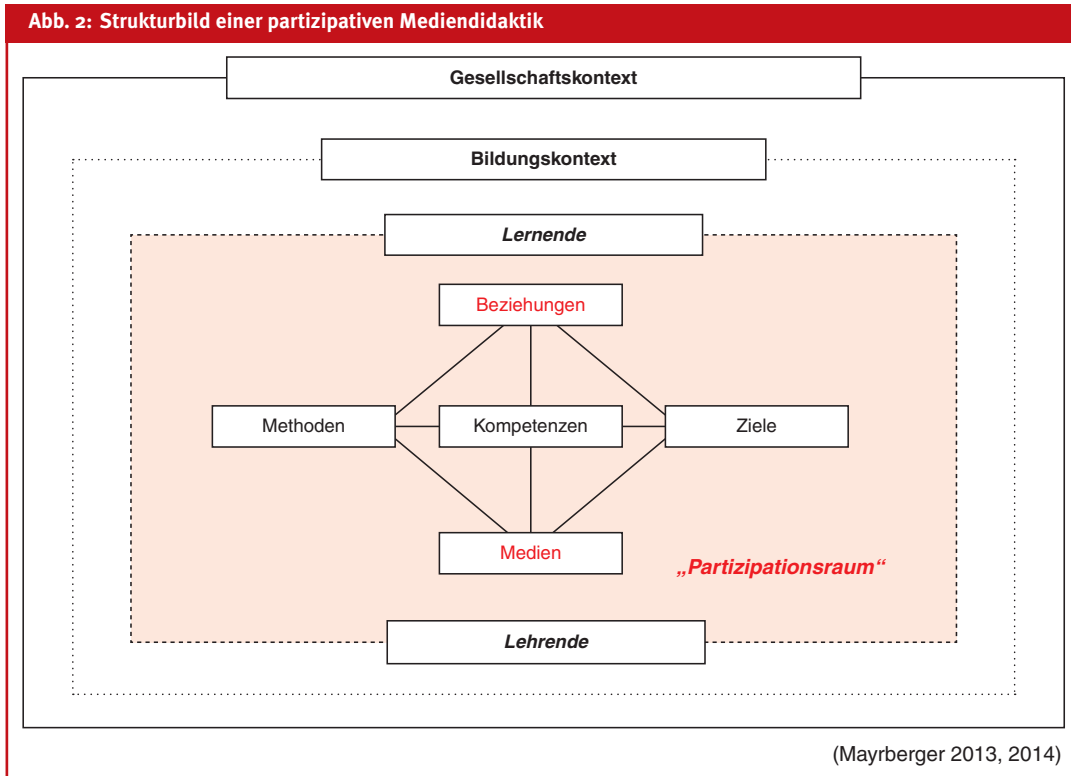 Abb. 2: Strukturbild einer partizipativen Mediendidaktik
Gesellschaftskontext
Bildungskontext
Lernende
Beziehungen
Methoden
Kompetenzen
Ziele
Medien
„Partizipationsraum“
Lehrende
(Mayrberger 2013, 2014)